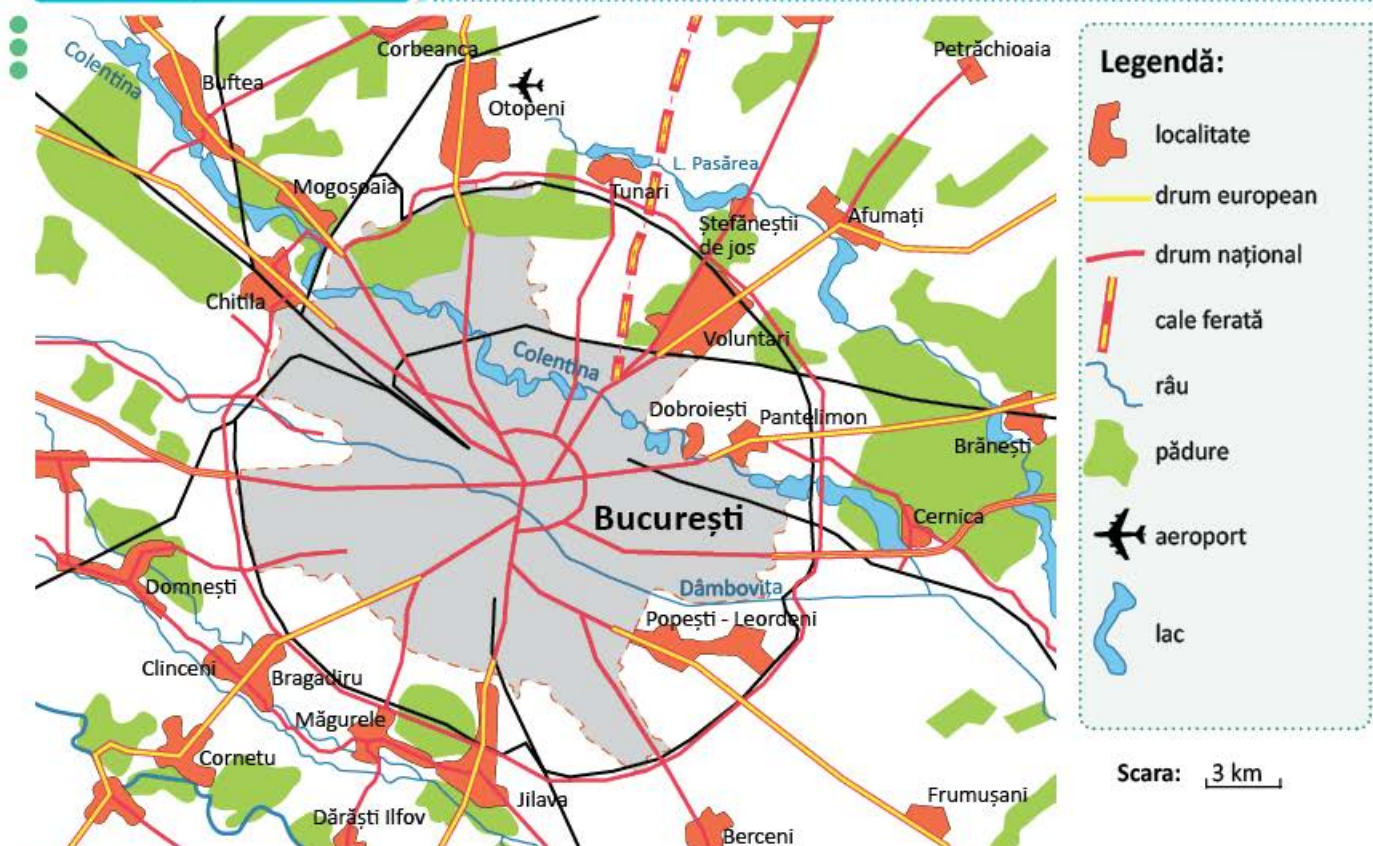 Colentina
Corbeanca
Petrăchioaia
Buftea
Otopeni
L. Pasărea
Mogoșoaia
Tunari
Ștefăneștii
de jos
Afumați
Chitila
Voluntari
Colentina
Dobroiești
Pantelimon
Brănești
București
Cernica
Domnești
Dâmbovița
Popești - Leordeni
Clinceni
Bragadiru
Măgurele
Cornetu
Jilava
Dărăști Ilfov
Frumușani
Berceni
Legendă:
localitate
drum european
drum național
cale ferată
râu
pădure
aeroport
lac
Scara: 3 km